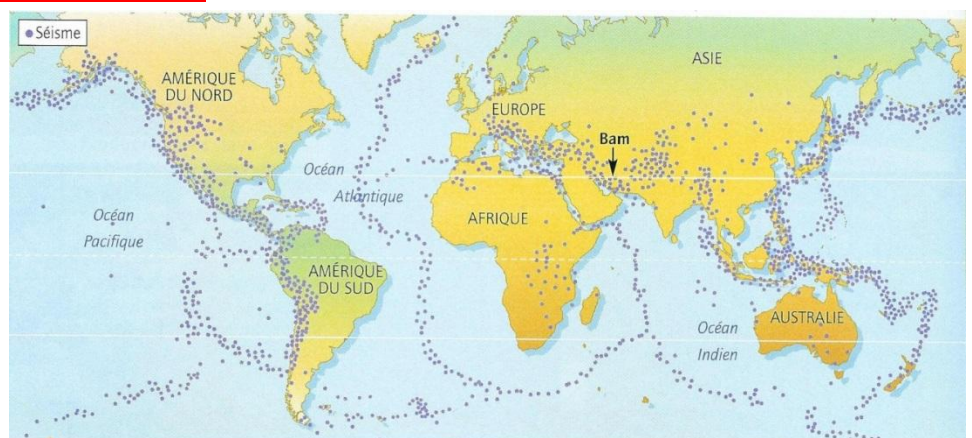 Séisme
AMÉRIQUE
DU NORD
ASIE
EUROPE
Bam
Océan
Atlantique
Océan
Pacifique
AFRIQUE
AMÉRIQUE
DU SUD
AUSTRALIE
Océan
Indien